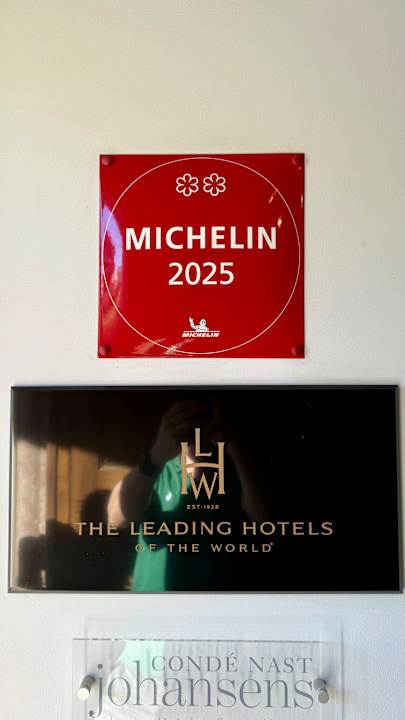 MICHELIN
2025
MICHELIN
LHW
EST·1928
THE LEADING HOTELS
OF THE WORLD
CONDÉ NAST
johansens